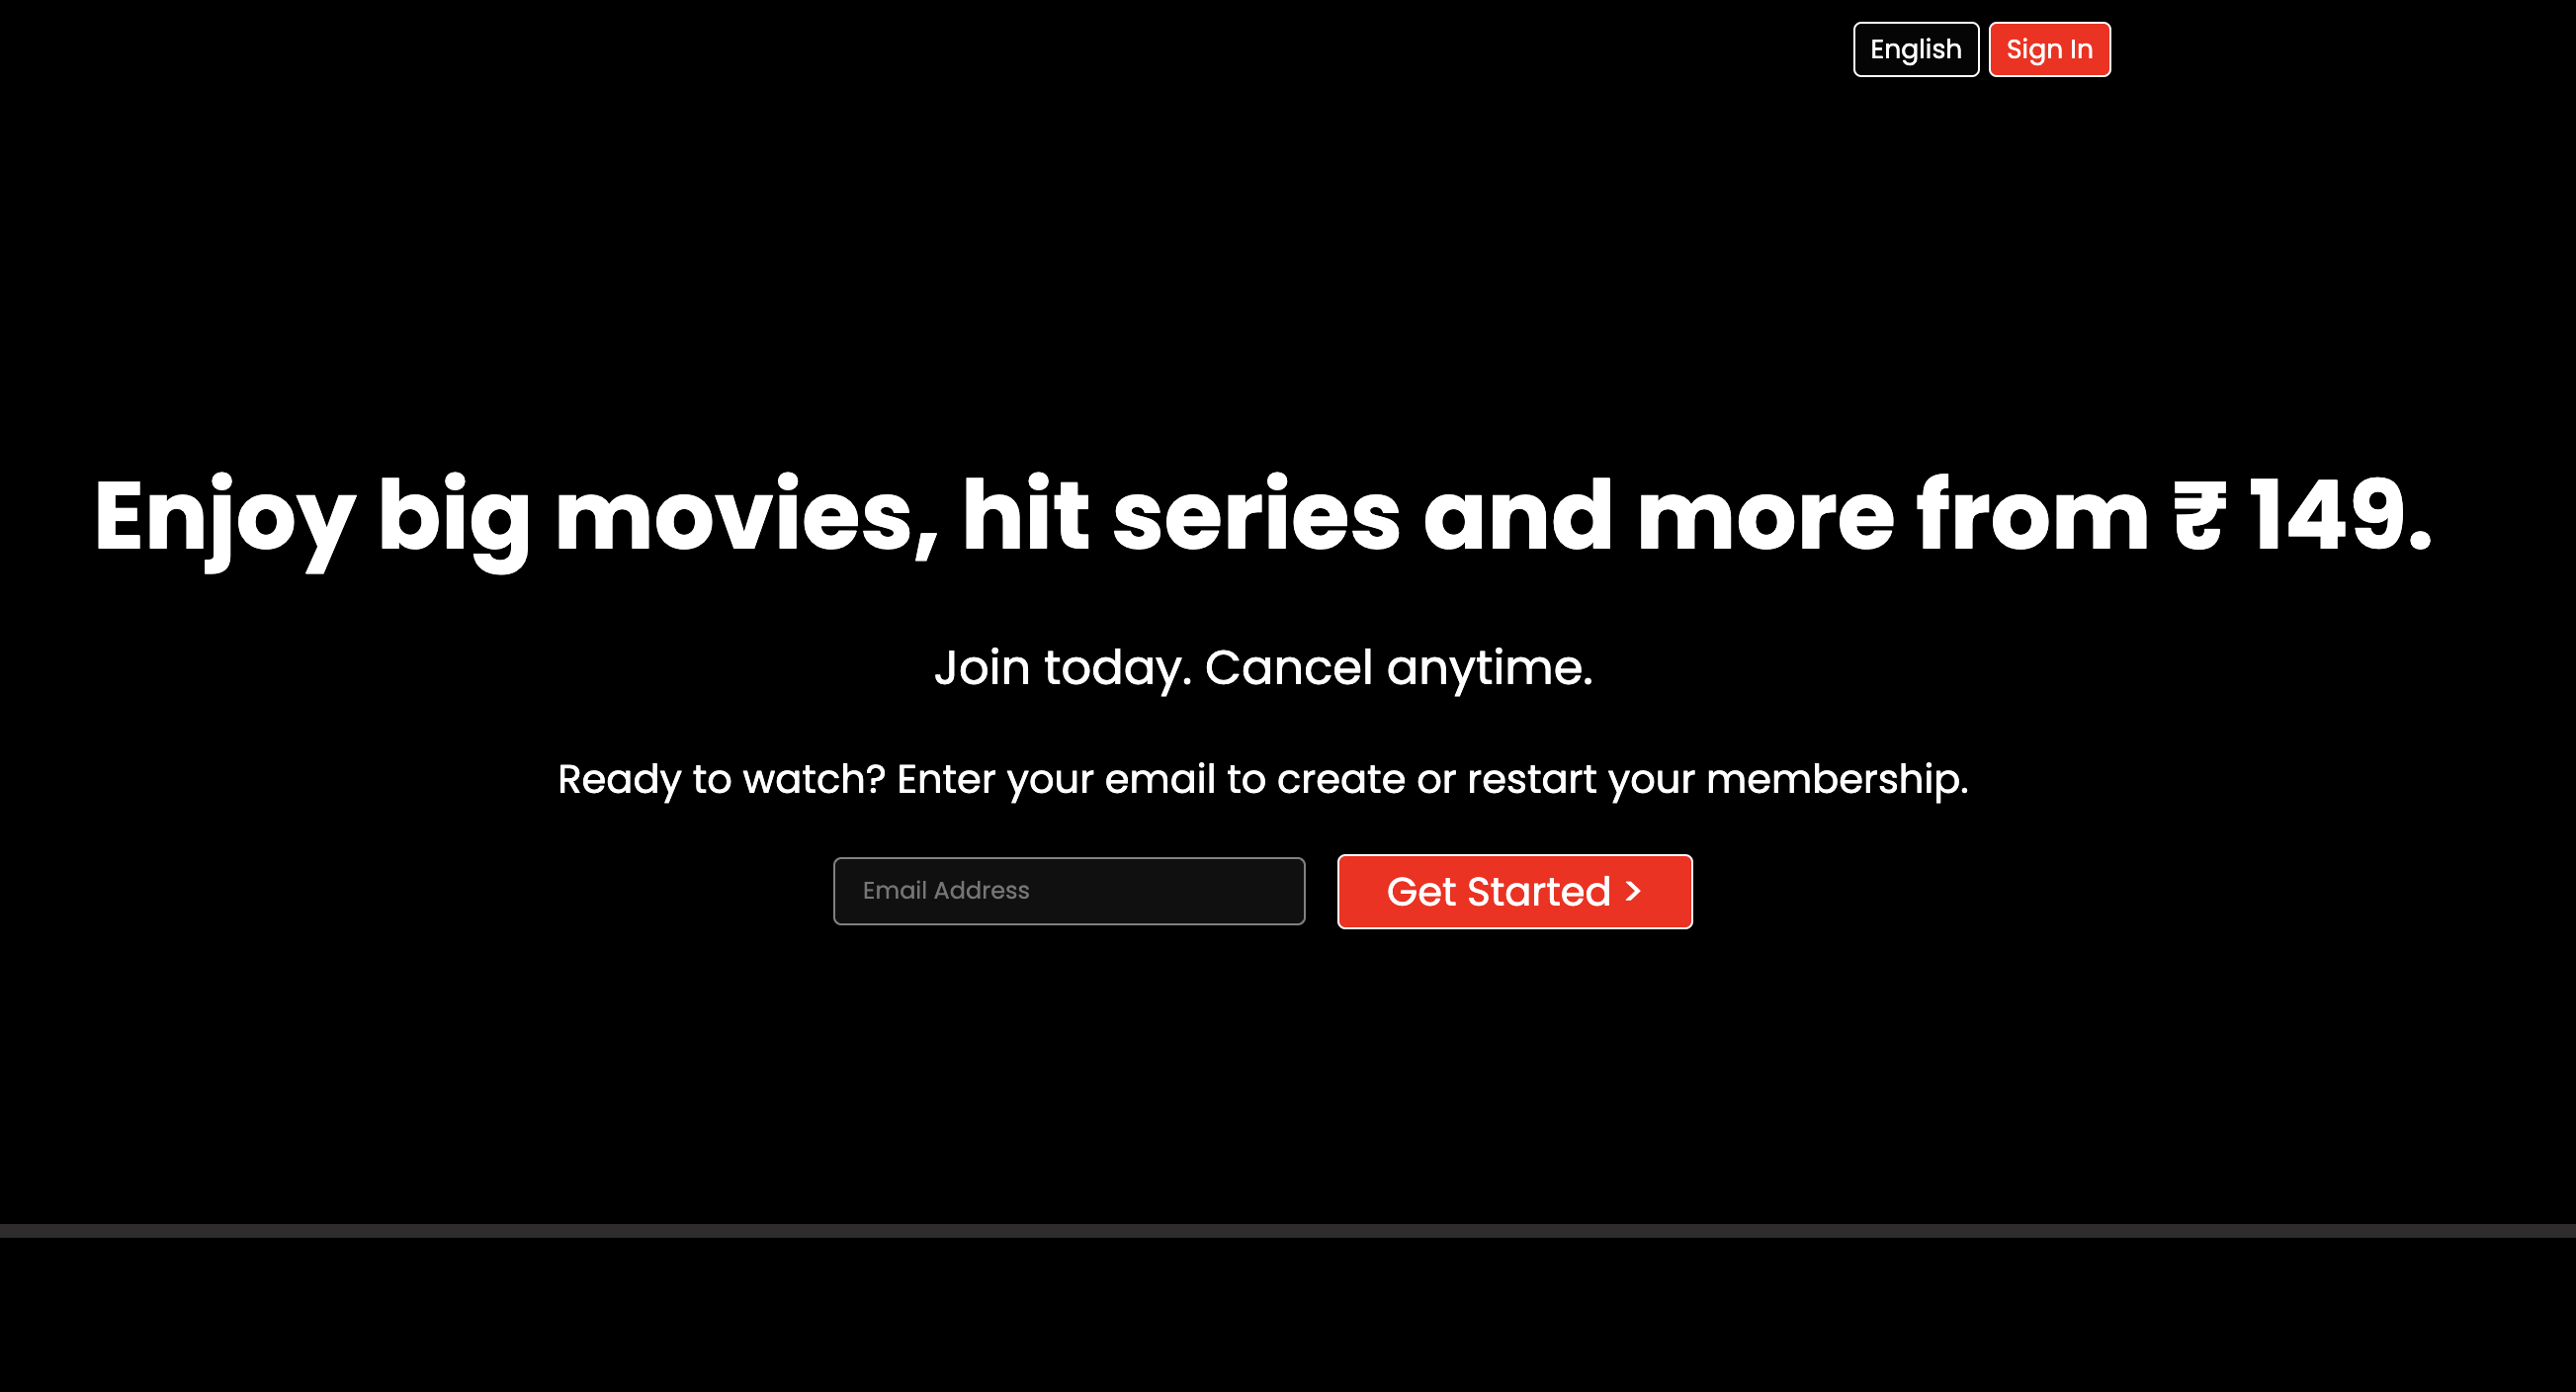 English
Sign In
Enjoy big movies, hit series and more from ₹ 149.
Join today. Cancel anytime.
Ready to watch? Enter your email to create or restart your membership.
Email Address
Get Started >